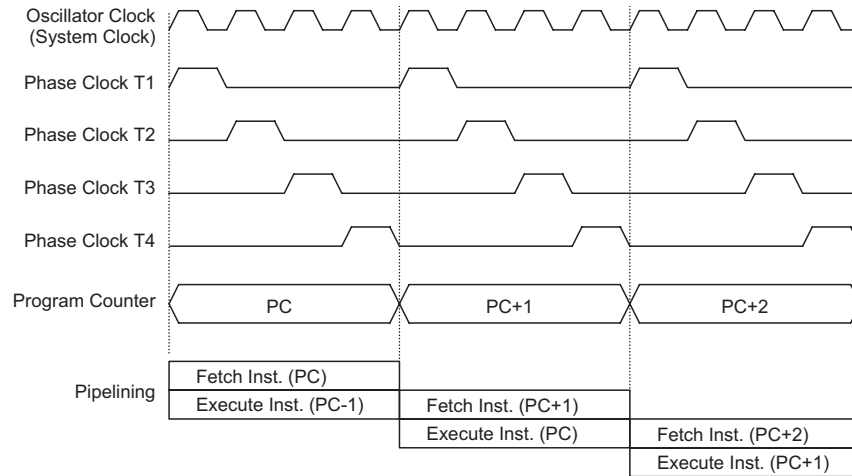 Oscillator Clock
(System Clock)
Phase Clock T1
Phase Clock T2
Phase Clock T3
Phase Clock T4
Program Counter
PC
PC+1
PC+2
Pipelining
Fetch Inst. (PC)
Execute Inst. (PC-1)
Fetch Inst. (PC+1)
Execute Inst. (PC)
Fetch Inst. (PC+2)
Execute Inst. (PC+1)